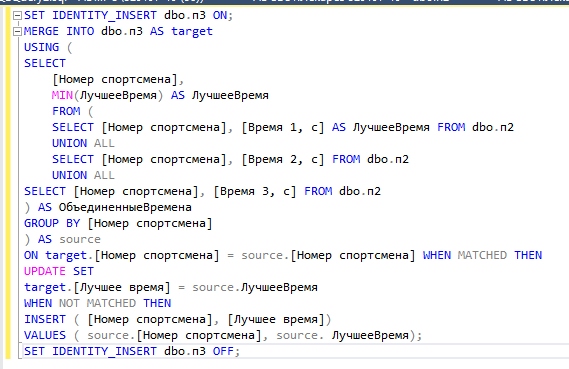 SET IDENTITY_INSERT dbo.п3 ON;
MERGE INTO dbo.п3 AS target
USING (
SELECT
[Номер спортсмена],
MIN(ЛучшееВремя) AS ЛучшееВремя
FROM (
SELECT [Номер спортсмена], [Время 1, с] AS ЛучшееВремя FROM dbo.п2
UNION ALL
SELECT [Номер спортсмена], [Время 2, с] FROM dbo.п2
UNION ALL
SELECT [Номер спортсмена], [Время 3, с] FROM dbo.п2
) AS ОбъединенныеВремена
GROUP BY [Номер спортсмена]
) AS source
ON target.[Номер спортсмена] = source.[Номер спортсмена] WHEN MATCHED THEN
UPDATE SET
target.[Лучшее время] = source.ЛучшееВремя
WHEN NOT MATCHED THEN
INSERT ( [Номер спортсмена], [Лучшее время])
VALUES ( source.[Номер спортсмена], source. ЛучшееВремя);
SET IDENTITY_INSERT dbo.п3 OFF;